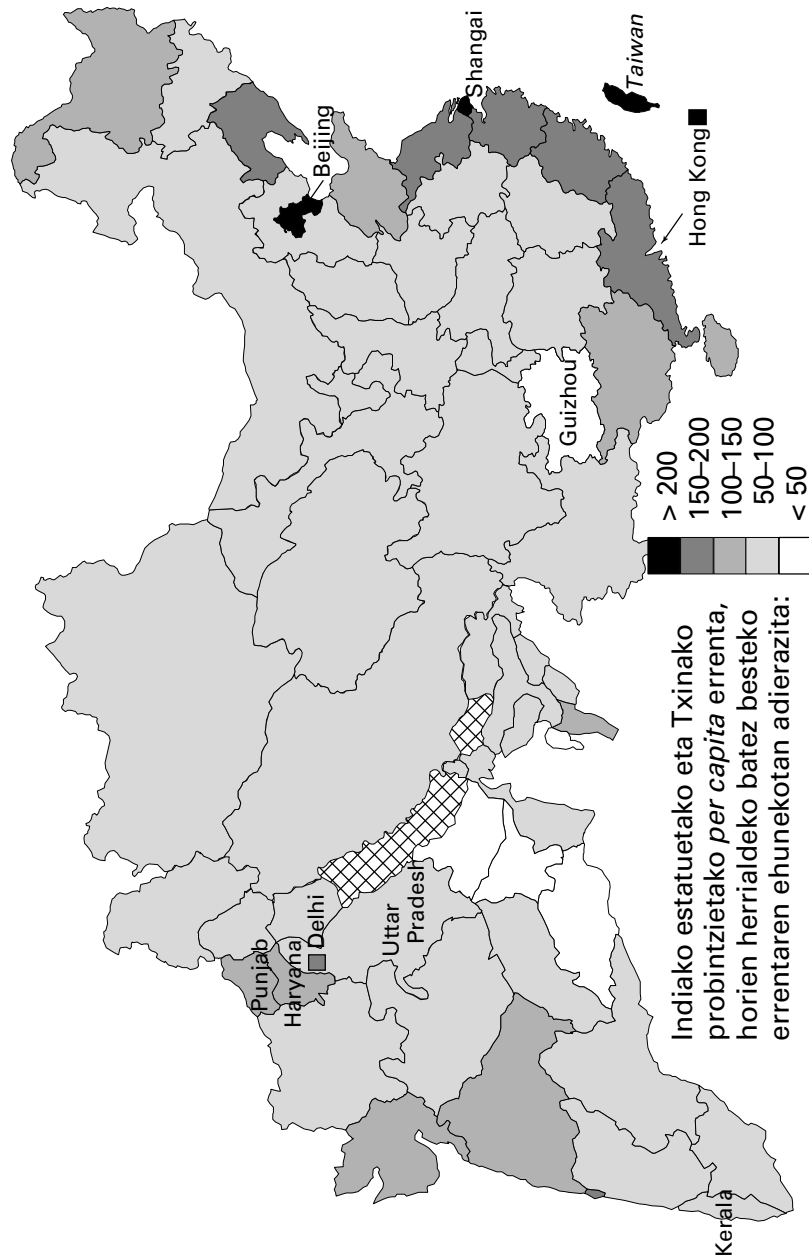 Taiwan
Shangai
Beijing
Hong Kong
Guizhou
Punjab
Haryana
Delhi
Uttar
Pradesh
Kerala
Indiako estatuetako eta Txinako
probintzietako per capita errenta,
horien herrialdeko batez besteko
errentaren ehunekotan adierazita:
> 200
150–200
100–150
50–100
< 50